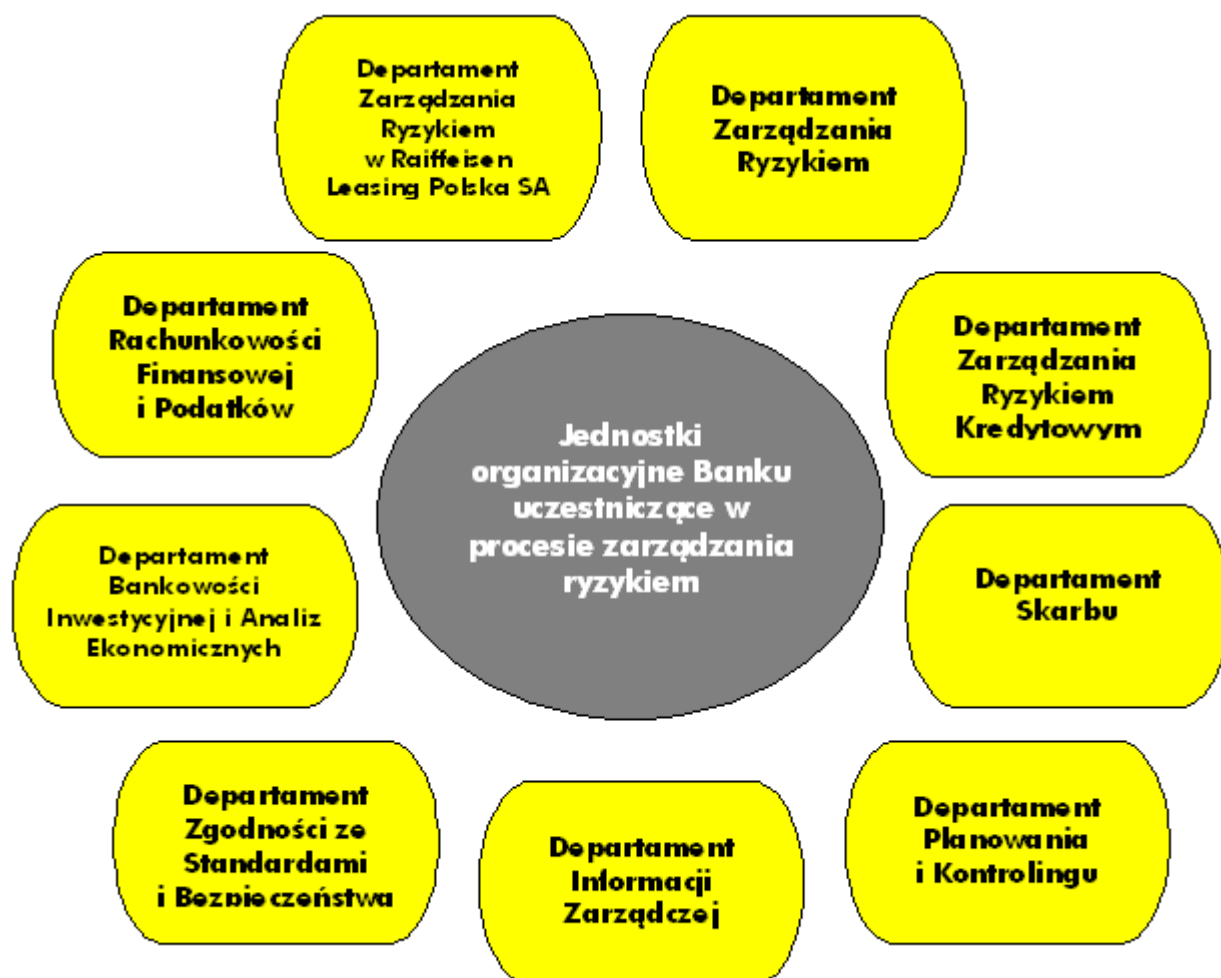 Departament
Zarządzania
Ryzykiem
w Raiffeisen
Leasing Polska SA
Departament
Zarządzania
Ryzykiem
Departament
Rachunkowości
Finansowej
i Podatków
Departament
Zarządzania
Ryzykiem
Kredytowym
Jednostki
organizacyjne Banku
uczestniczące w
procesie zarządzania
ryzykiem
Departament
Bankowości
Inwestycyjnej i Analiz
Ekonomicznych
Departament
Skarbu
Departament
Zgodności ze
Standardami
i Bezpieczeństwa
Departament
Informacji
Zarządczej
Departament
Planowania
i Kontrolingu